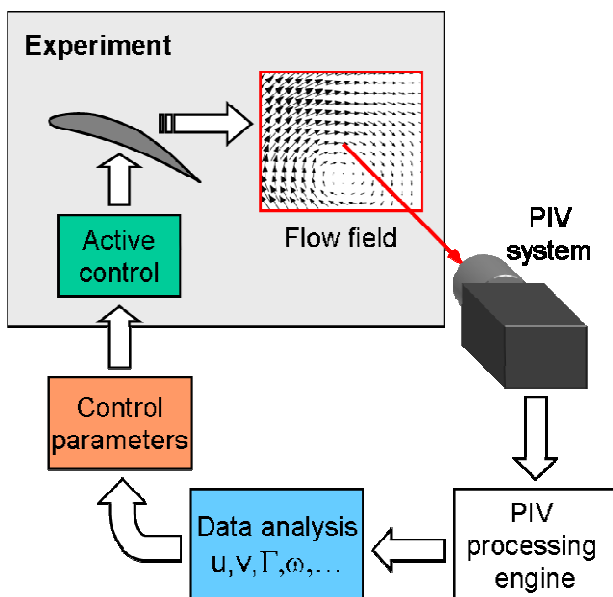 Experiment
Flow field
Active
control
PIV
system
Control
parameters
Data analysis
u,v,Γ,ω,...
PIV
processing
engine